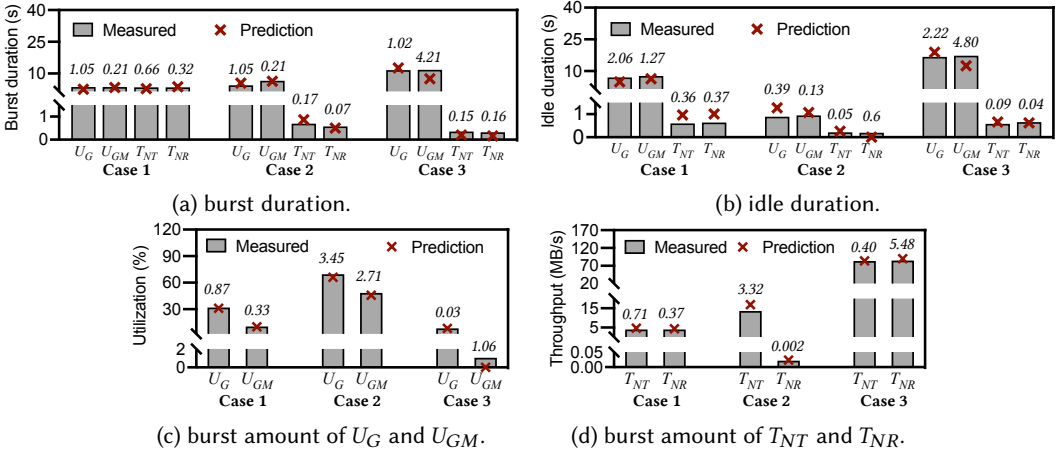 Burst duration (s)
40
10
1
0
Measured
Prediction
1.05 0.21 0.66 0.32
1.05 0.21 0.17 0.07
1.02 4.21 0.15 0.16
U_G U_GM T_NT T_NR
U_G U_GM T_NT T_NR
U_G U_GM T_NT T_NR
Case 1 Case 2 Case 3
(a) burst duration.
Idle duration (s)
40
10
1
0
Measured
Prediction
2.06 1.27 0.36 0.37
0.39 0.13 0.05 0.6
2.22 4.80 0.09 0.04
U_G U_GM T_NT T_NR
U_G U_GM T_NT T_NR
U_G U_GM T_NT T_NR
Case 1 Case 2 Case 3
(b) idle duration.
Utilization (%)
120
90
60
30
2
0
Measured
Prediction
0.87 0.33
3.45 2.71
0.03 1.06
U_G U_GM
U_G U_GM
U_G U_GM
Case 1 Case 2 Case 3
(c) burst amount of U_G and U_GM.
Throughput (MB/s)
170
120
70
20
15
5
0.05
0.00
Measured
Prediction
0.71 0.37
3.32 0.002
0.40 5.48
T_NT T_NR
T_NT T_NR
T_NT T_NR
Case 1 Case 2 Case 3
(d) burst amount of T_NT and T_NR.